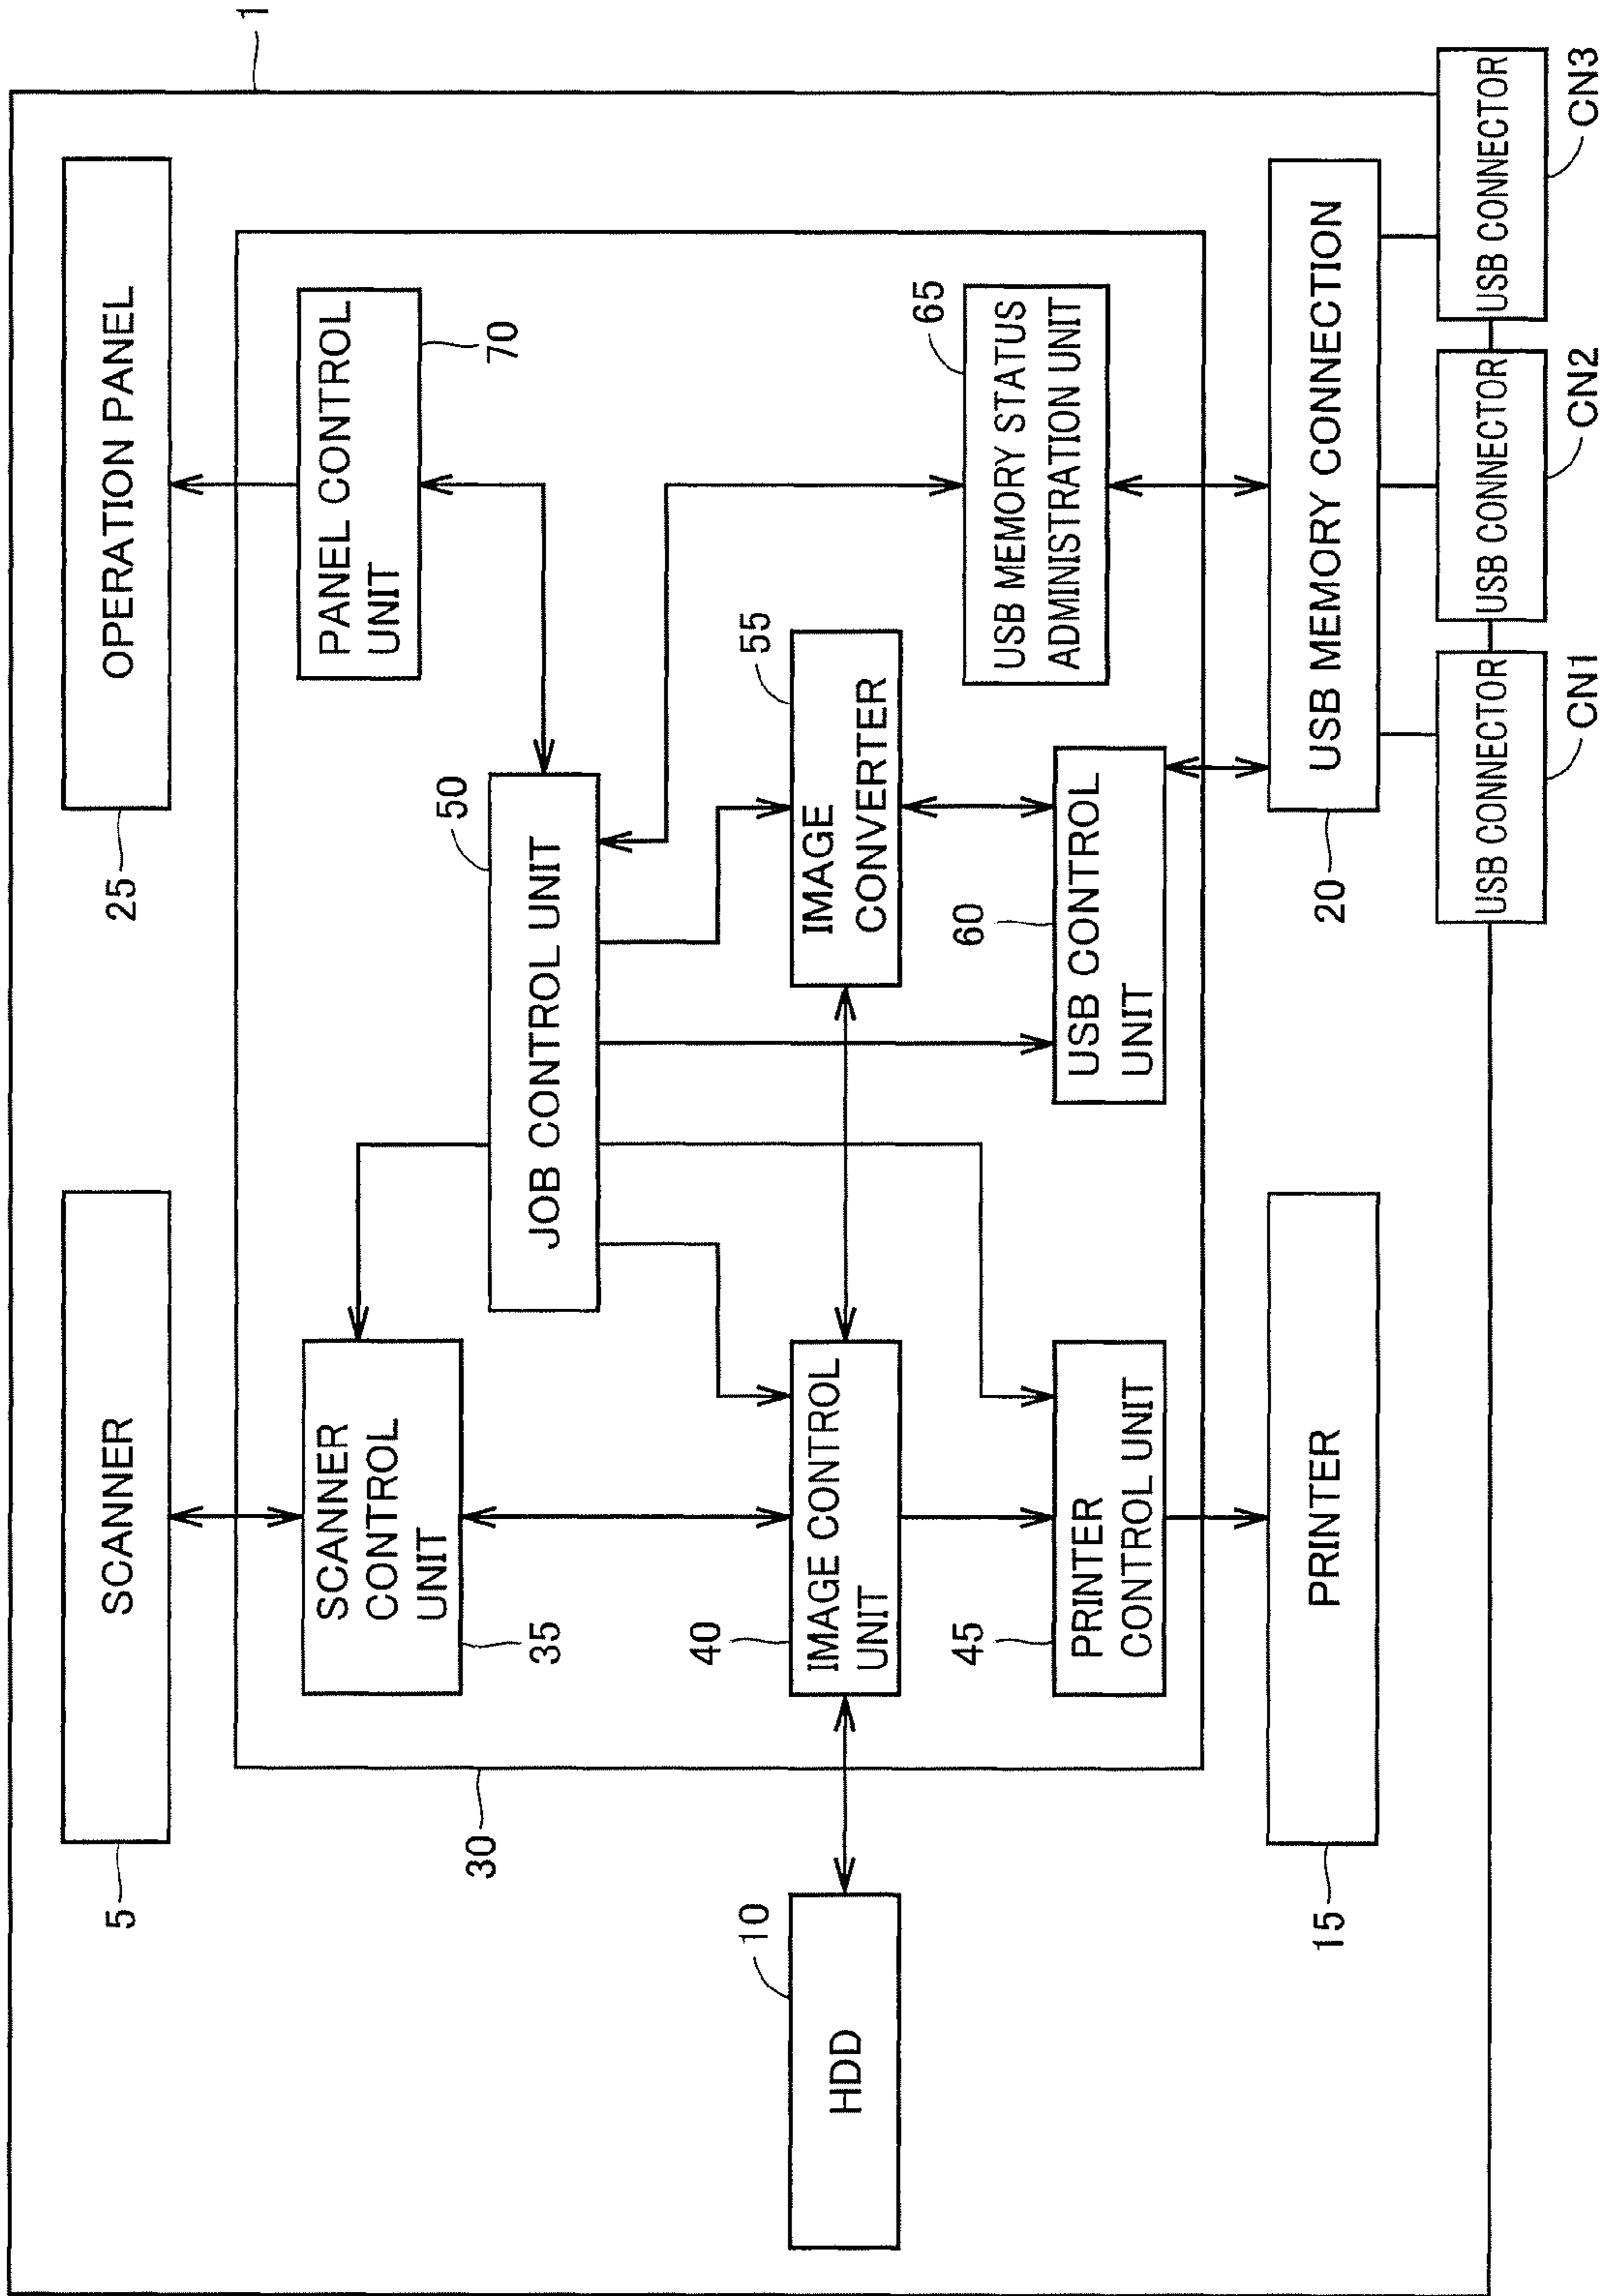 1
SCANNER
5
OPERATION PANEL
25
30
SCANNER
CONTROL
UNIT
35
PANEL CONTROL
UNIT
70
JOB CONTROL UNIT
50
HDD
10
IMAGE CONTROL
UNIT
40
IMAGE
CONVERTER
55
PRINTER
CONTROL UNIT
45
USB CONTROL
UNIT
60
USB MEMORY STATUS
ADMINISTRATION UNIT
65
PRINTER
15
USB MEMORY CONNECTION
20
USB CONNECTOR
CN1
USB CONNECTOR
CN2
USB CONNECTOR
CN3